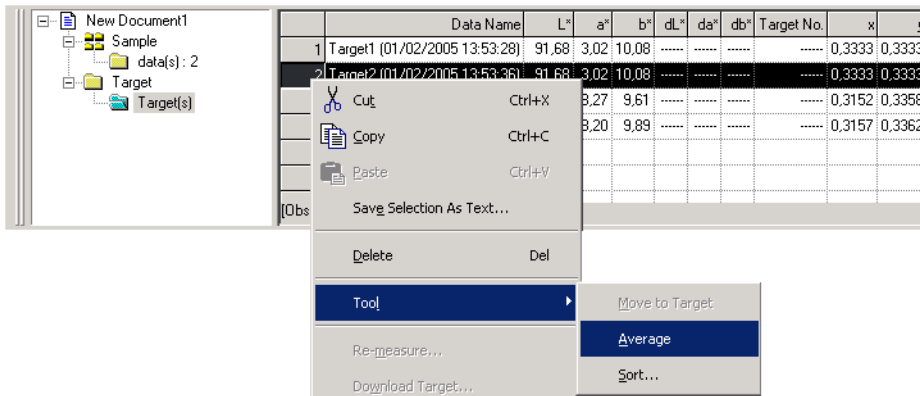 New Document1
Sample
data(s) : 2
Target
Target(s)
Data Name L* a* b* dL* da* db* Target No. x
1 Target1 (01/02/2005 13:53:28) 91,68 3,02 10,08 ----- ----- ----- ----- 0,3333 0,3333
2 Target2 (01/02/2005 13:53:36) 91,68 3,02 10,08 ----- ----- ----- ----- 0,3333 0,3333
8,27 9,61 ----- ----- ----- ----- 0,3152 0,3358
8,20 9,89 ----- ----- ----- ----- 0,3157 0,3362
[Obs
Cut Ctrl+X
Copy Ctrl+C
Paste Ctrl+V
Save Selection As Text...
Delete Del
Tool
Move to Target
Average
Sort...
Re-measure...
Download Target...